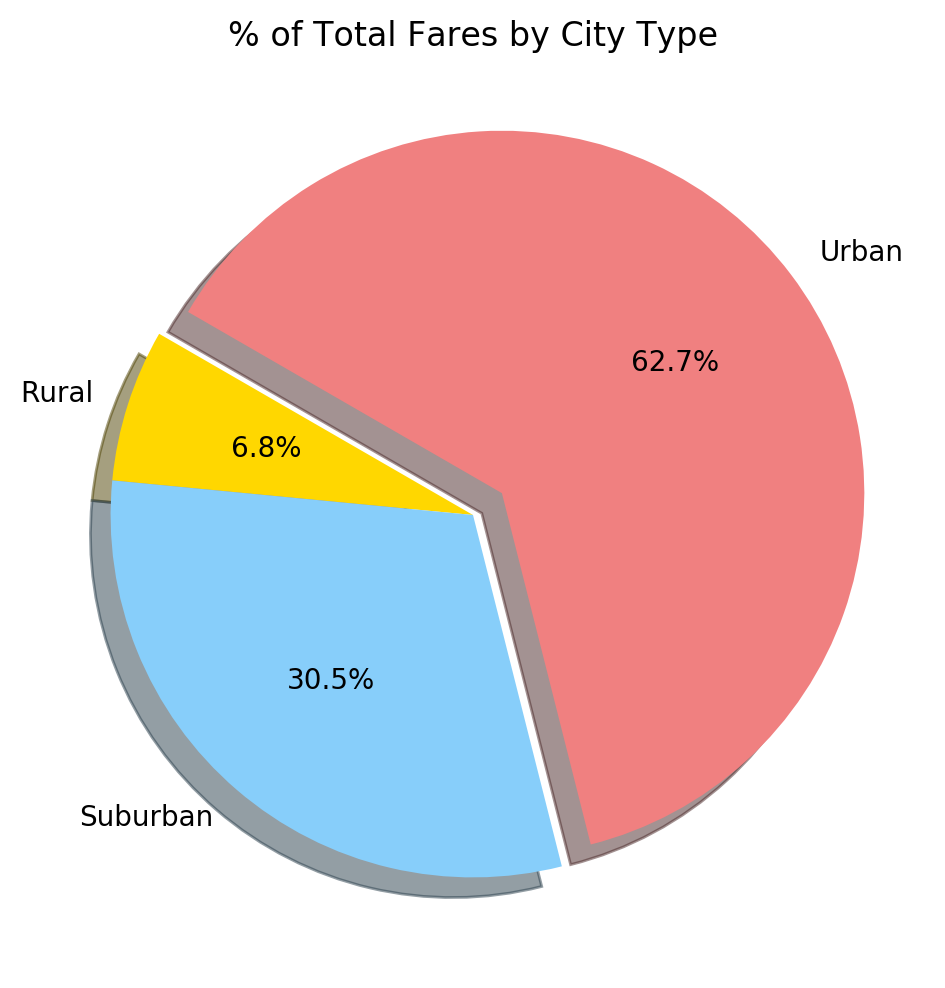 % of Total Fares by City Type
Urban
62.7%
Rural
6.8%
30.5%
Suburban